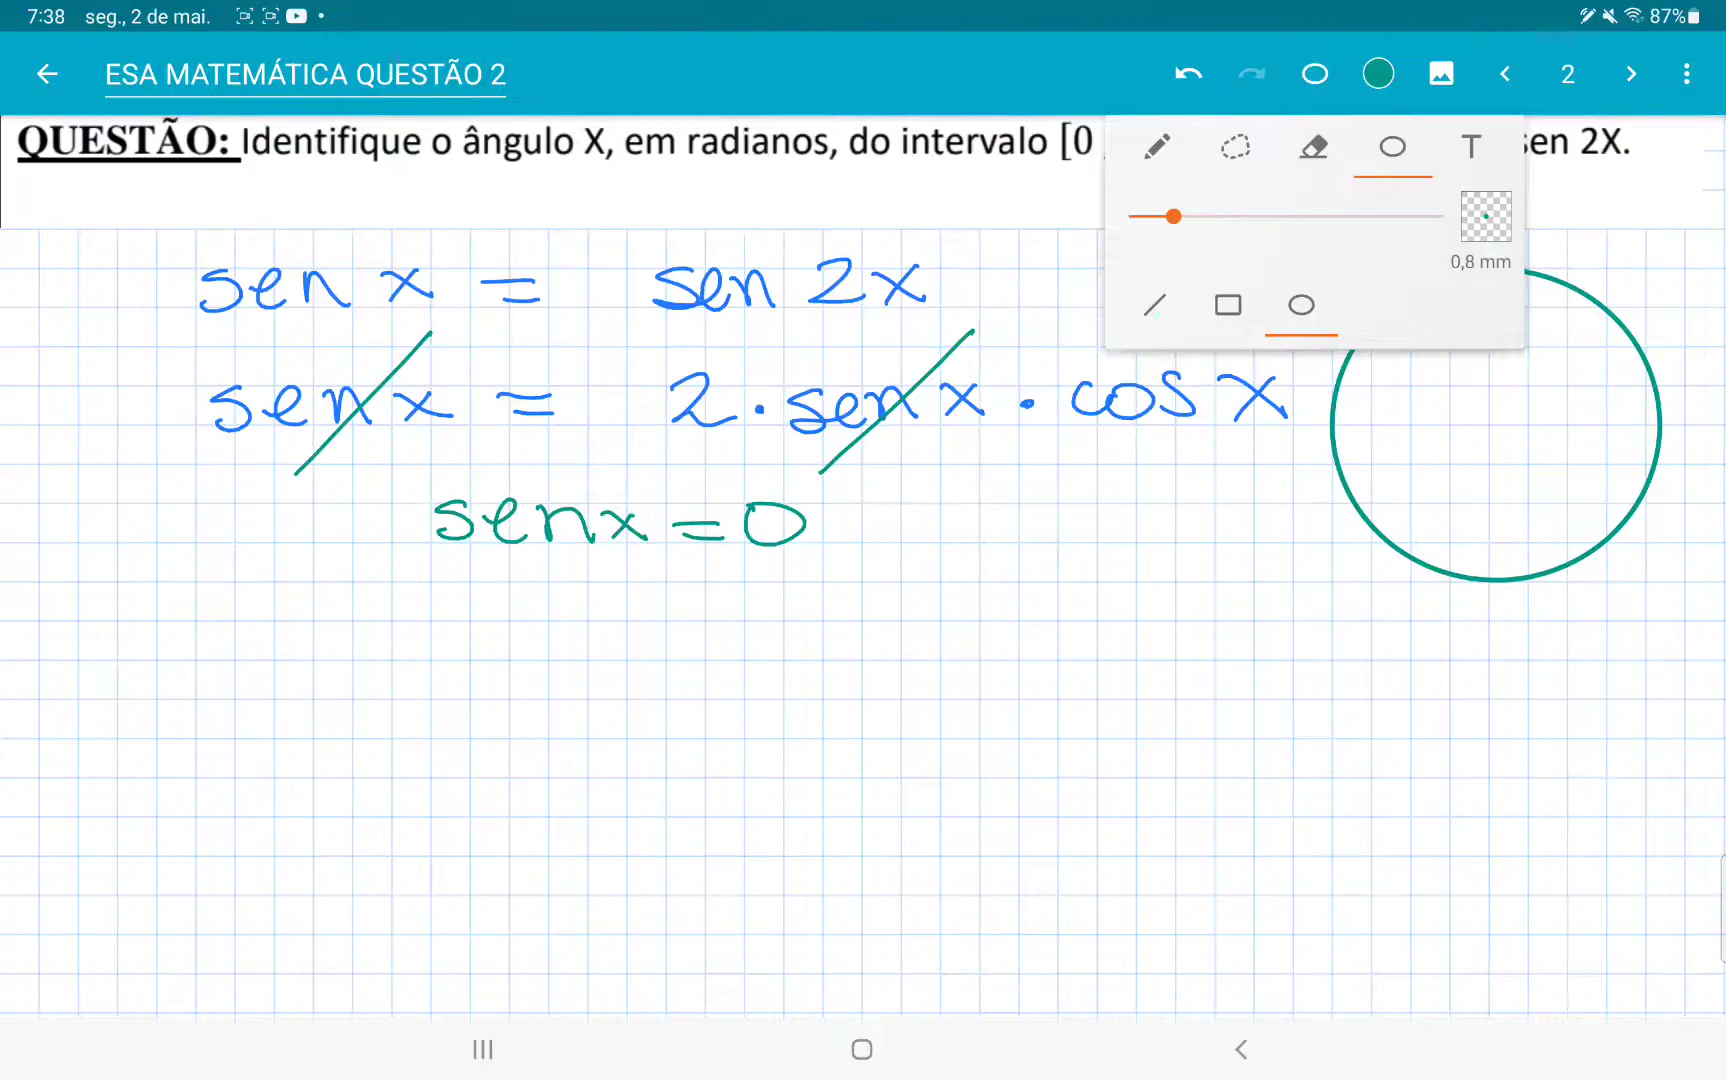 7:38 seg., 2 de mai. 87%
ESA MATEMÁTICA QUESTÃO 2 2
QUESTÃO: Identifique o ângulo X, em radianos, do intervalo [0 sen 2X.
T
0,8 mm
sen x = sen 2x
sen x = 2 · sen x · cos x
sen x = 0